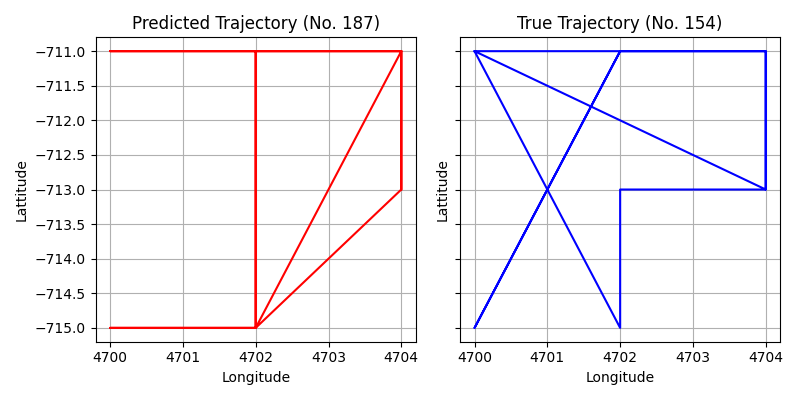 Predicted Trajectory (No. 187)
True Trajectory (No. 154)
−711.0
−711.5
−712.0
−712.5
−713.0
−713.5
−714.0
−714.5
−715.0
Lattitude
Lattitude
4700 4701 4702 4703 4704
4700 4701 4702 4703 4704
Longitude
Longitude